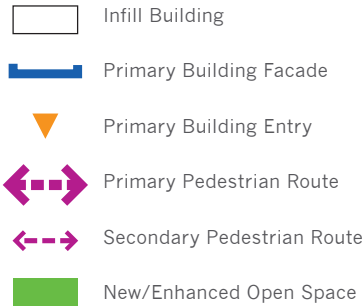 Infill Building
Primary Building Facade
Primary Building Entry
Primary Pedestrian Route
Secondary Pedestrian Route
New/Enhanced Open Space